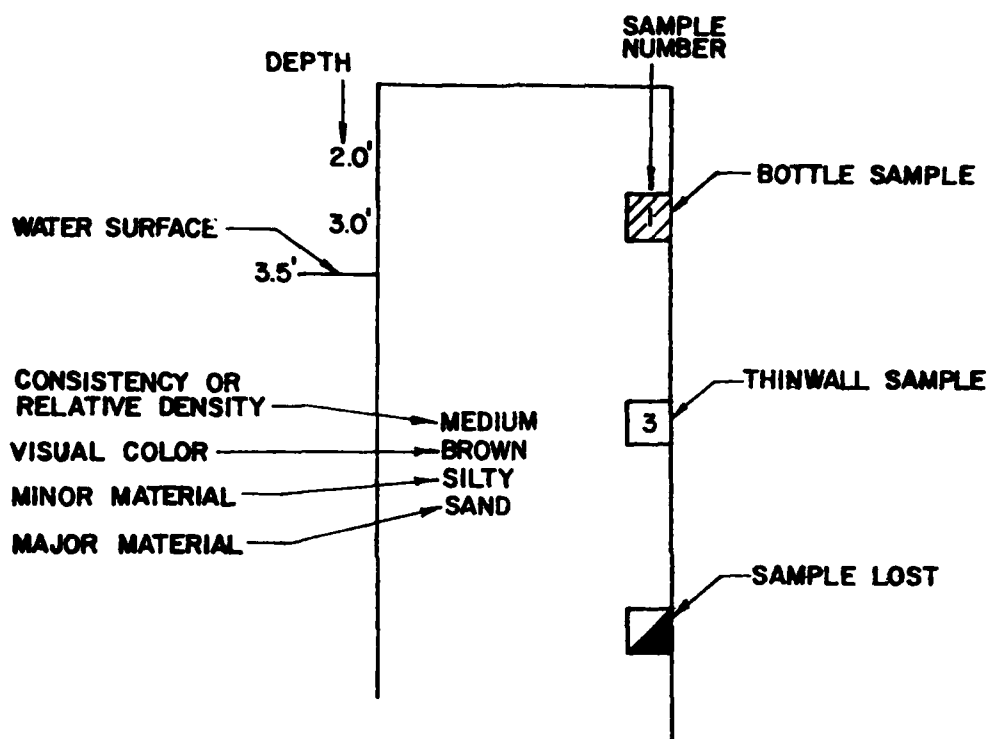 SAMPLE
NUMBER
DEPTH
2.0'
BOTTLE SAMPLE
1
WATER SURFACE
3.0'
3.5'
CONSISTENCY OR
RELATIVE DENSITY
THINWALL SAMPLE
MEDIUM
3
VISUAL COLOR
BROWN
MINOR MATERIAL
SILTY
SAND
MAJOR MATERIAL
SAMPLE LOST